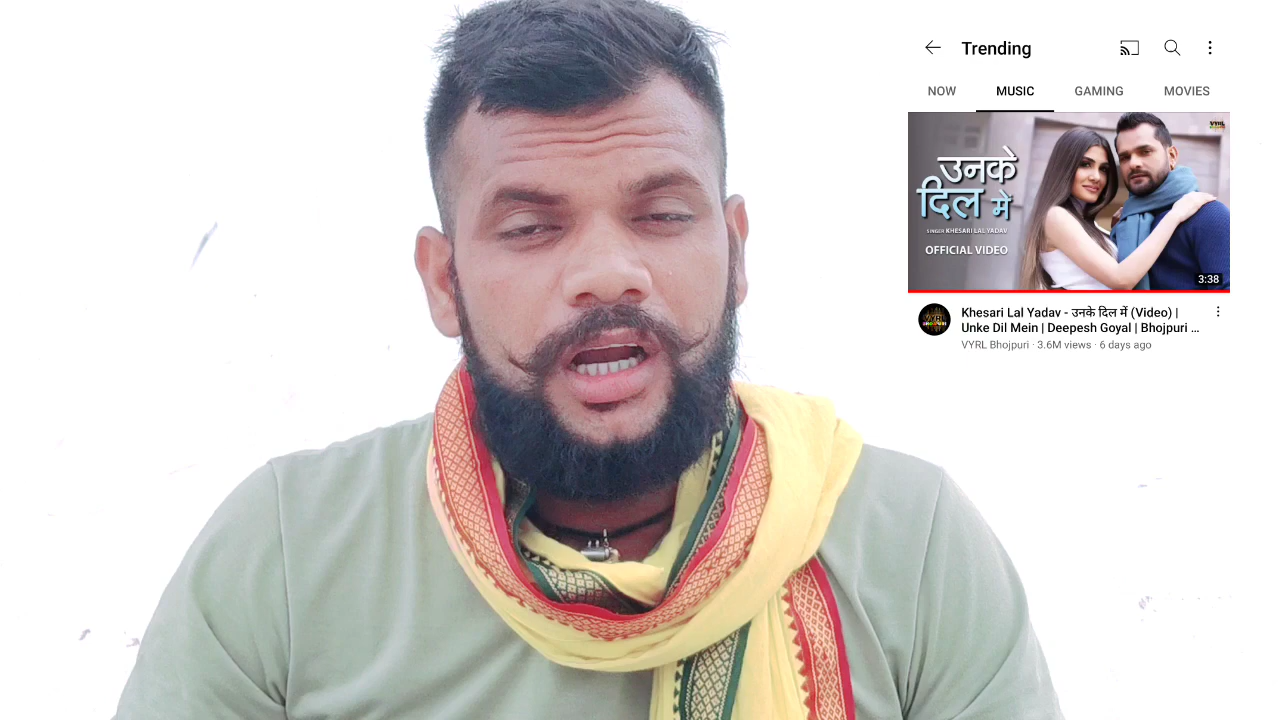 Trending
NOW MUSIC GAMING MOVIES
VYRL
उनके
दिल में
SINGER KHESARI LAL YADAV
OFFICIAL VIDEO
3:38
Khesari Lal Yadav - उनके दिल में (Video) |
Unke Dil Mein | Deepesh Goyal | Bhojpuri ...
VYRL Bhojpuri · 3.6M views · 6 days ago